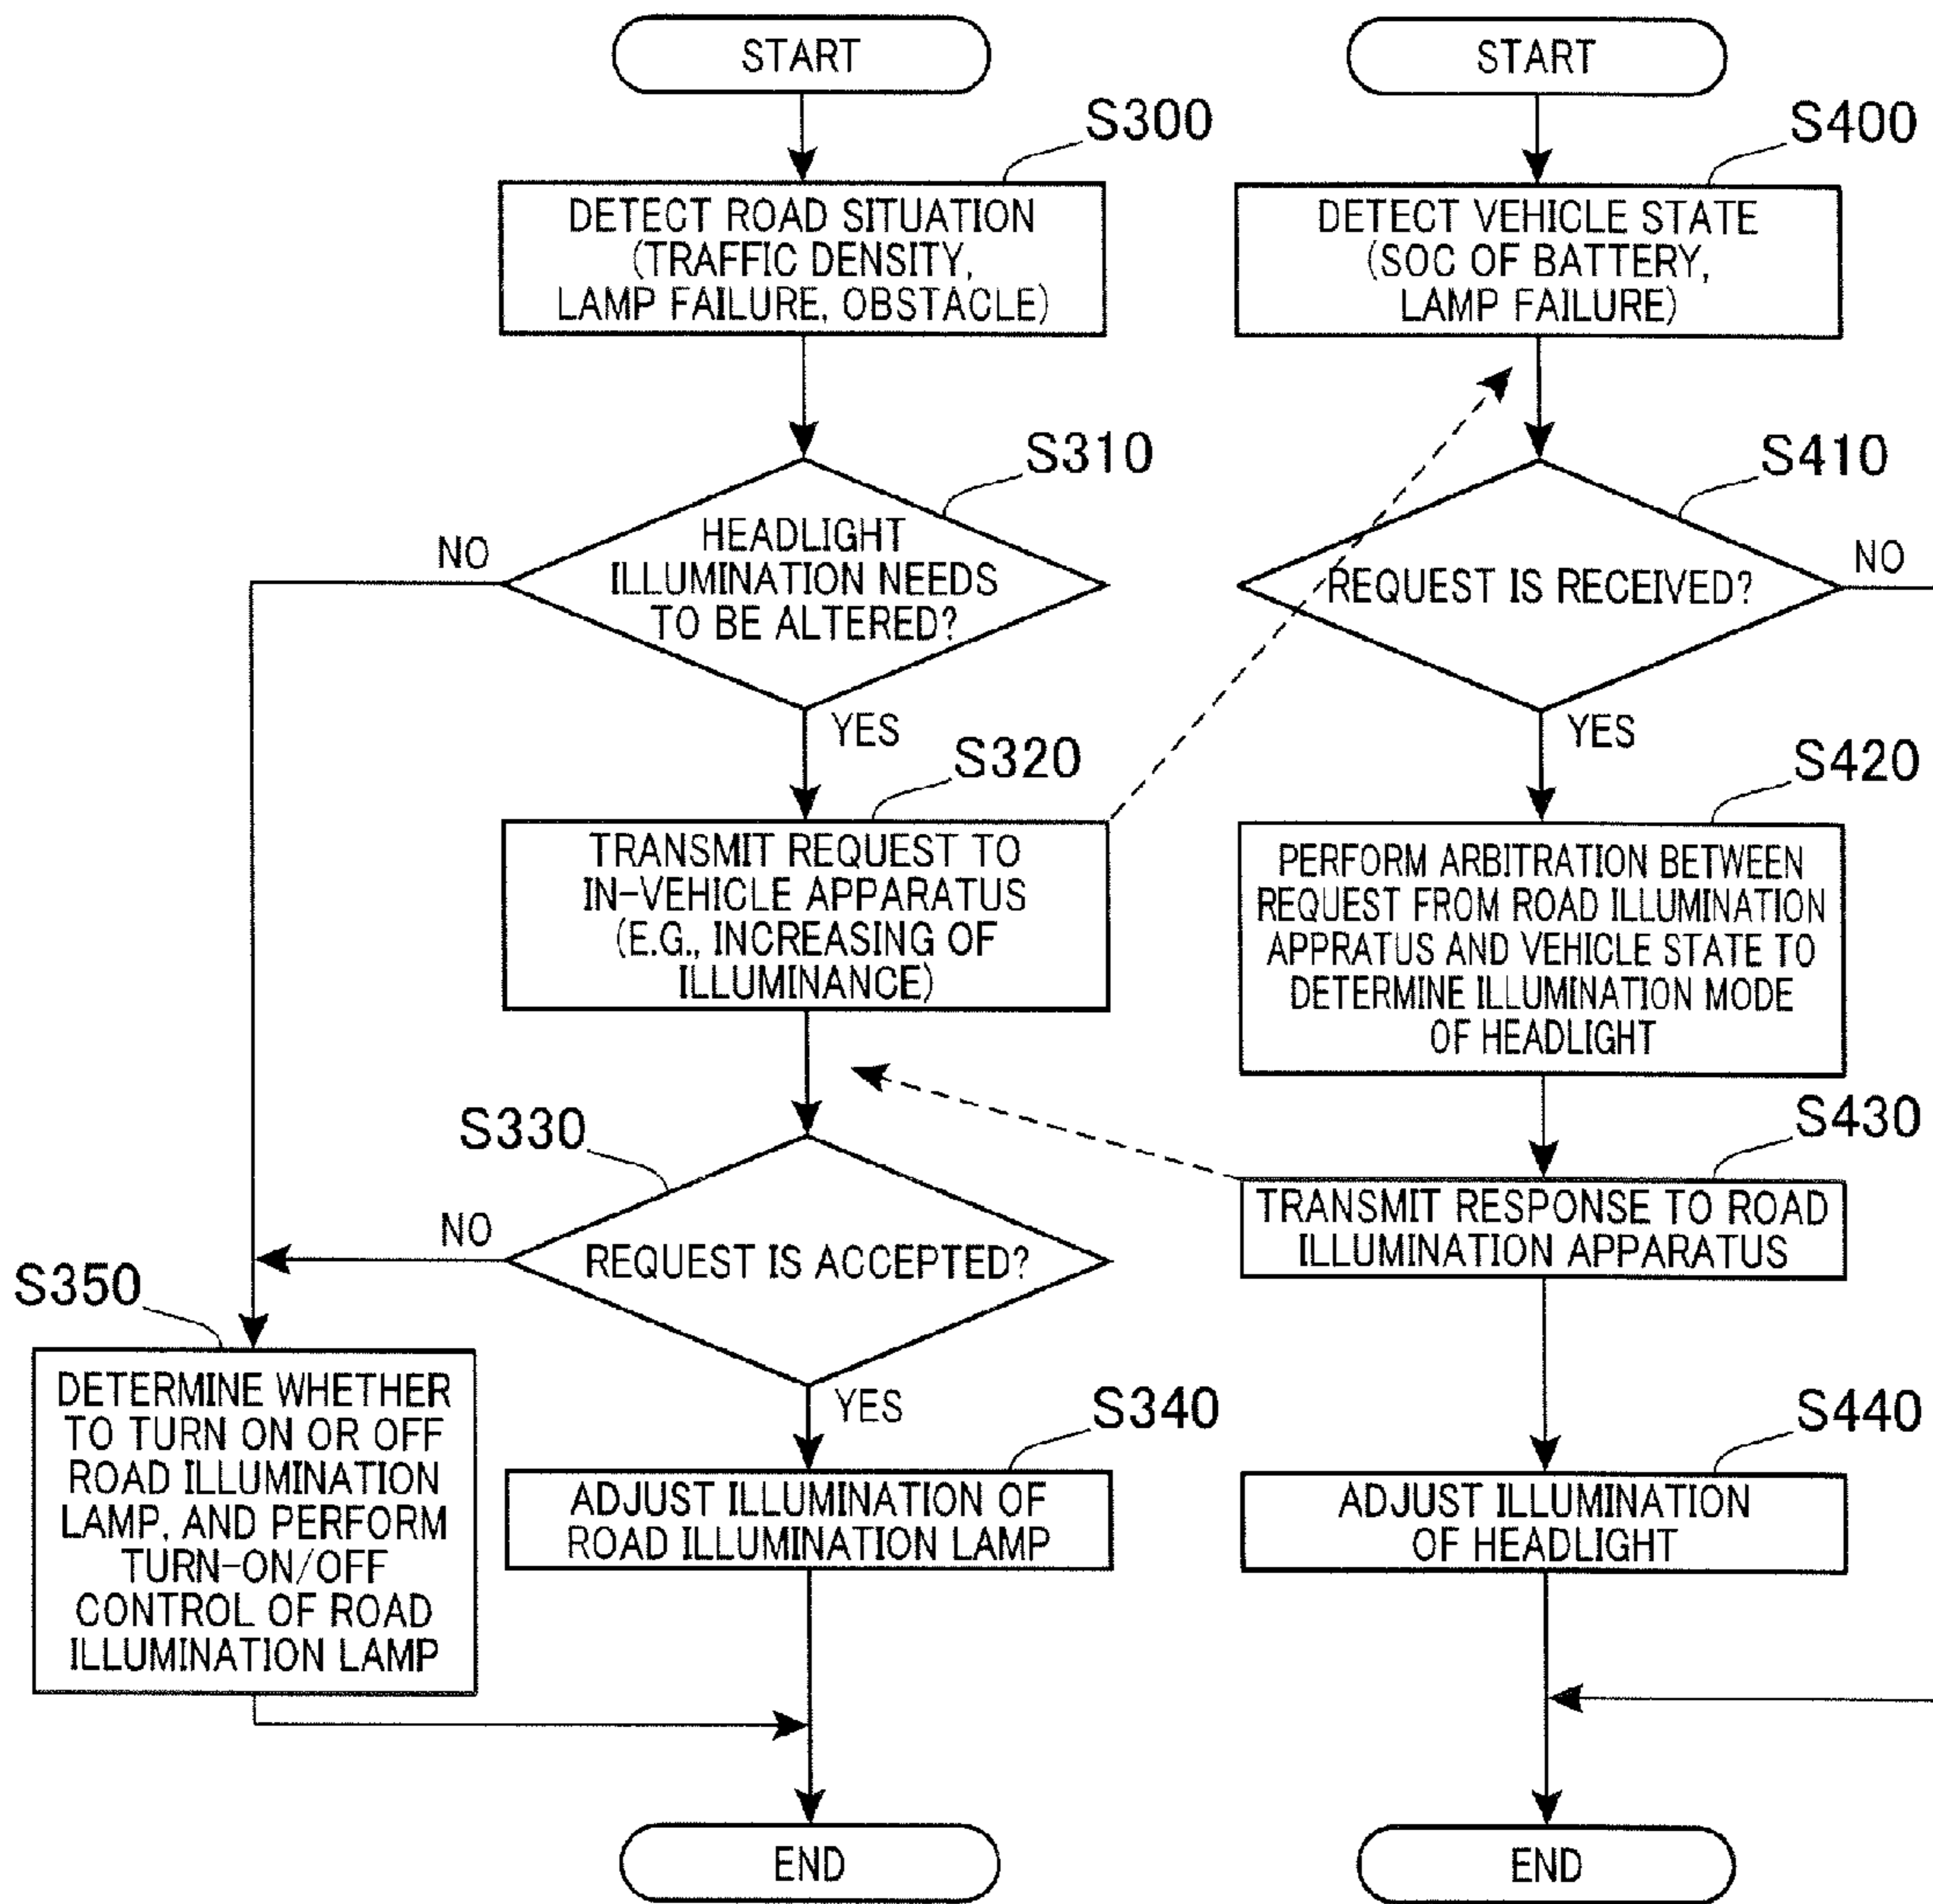 START
S300
DETECT ROAD SITUATION
(TRAFFIC DENSITY,
LAMP FAILURE, OBSTACLE)
S310
HEADLIGHT
ILLUMINATION NEEDS
TO BE ALTERED?
NO
YES
S320
TRANSMIT REQUEST TO
IN-VEHICLE APPARATUS
(E.G., INCREASING OF
ILLUMINANCE)
S330
REQUEST IS ACCEPTED?
NO
YES
S340
ADJUST ILLUMINATION OF
ROAD ILLUMINATION LAMP
S350
DETERMINE WHETHER
TO TURN ON OR OFF
ROAD ILLUMINATION
LAMP, AND PERFORM
TURN-ON/OFF
CONTROL OF ROAD
ILLUMINATION LAMP
END
START
S400
DETECT VEHICLE STATE
(SOC OF BATTERY,
LAMP FAILURE)
S410
REQUEST IS RECEIVED?
NO
YES
S420
PERFORM ARBITRATION BETWEEN
REQUEST FROM ROAD ILLUMINATION
APPRATUS AND VEHICLE STATE TO
DETERMINE ILLUMINATION MODE
OF HEADLIGHT
S430
TRANSMIT RESPONSE TO ROAD
ILLUMINATION APPARATUS
S440
ADJUST ILLUMINATION
OF HEADLIGHT
END